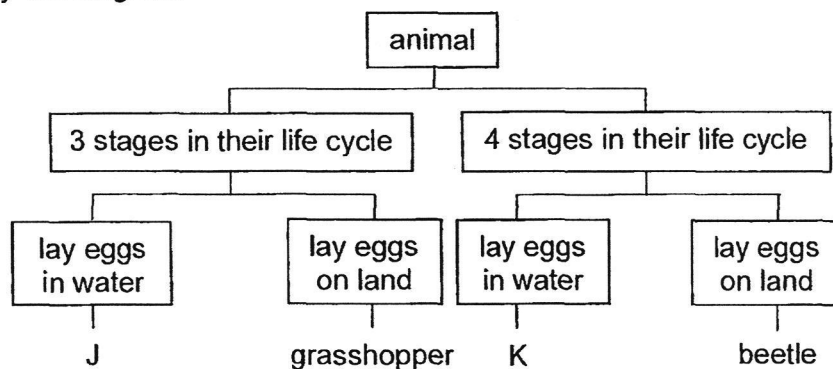 animal
3 stages in their life cycle
4 stages in their life cycle
lay eggs
in water
lay eggs
on land
lay eggs
in water
lay eggs
on land
J
grasshopper
K
beetle